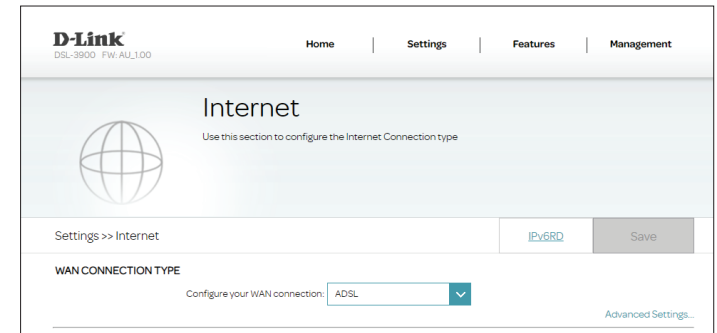 D-Link
DSL-3900 FW: AU_1.00
Home Settings Features Management
Internet
Use this section to configure the Internet Connection type
Settings >> Internet IPv6RD Save
WAN CONNECTION TYPE
Configure your WAN connection: ADSL
Advanced Settings...